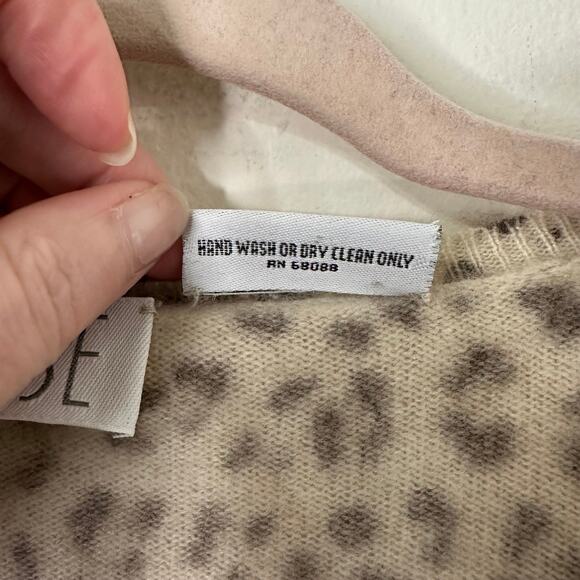 HAND WASH OR DRY CLEAN ONLY
RN 68088